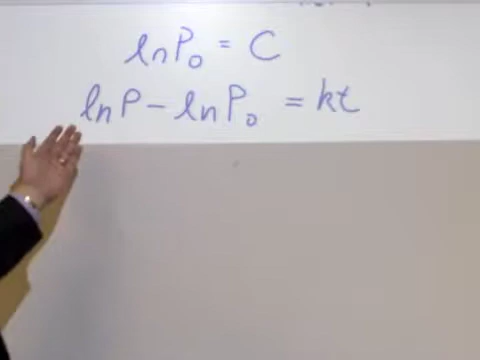 lnP₀ = C
lnP - lnP₀ = kt